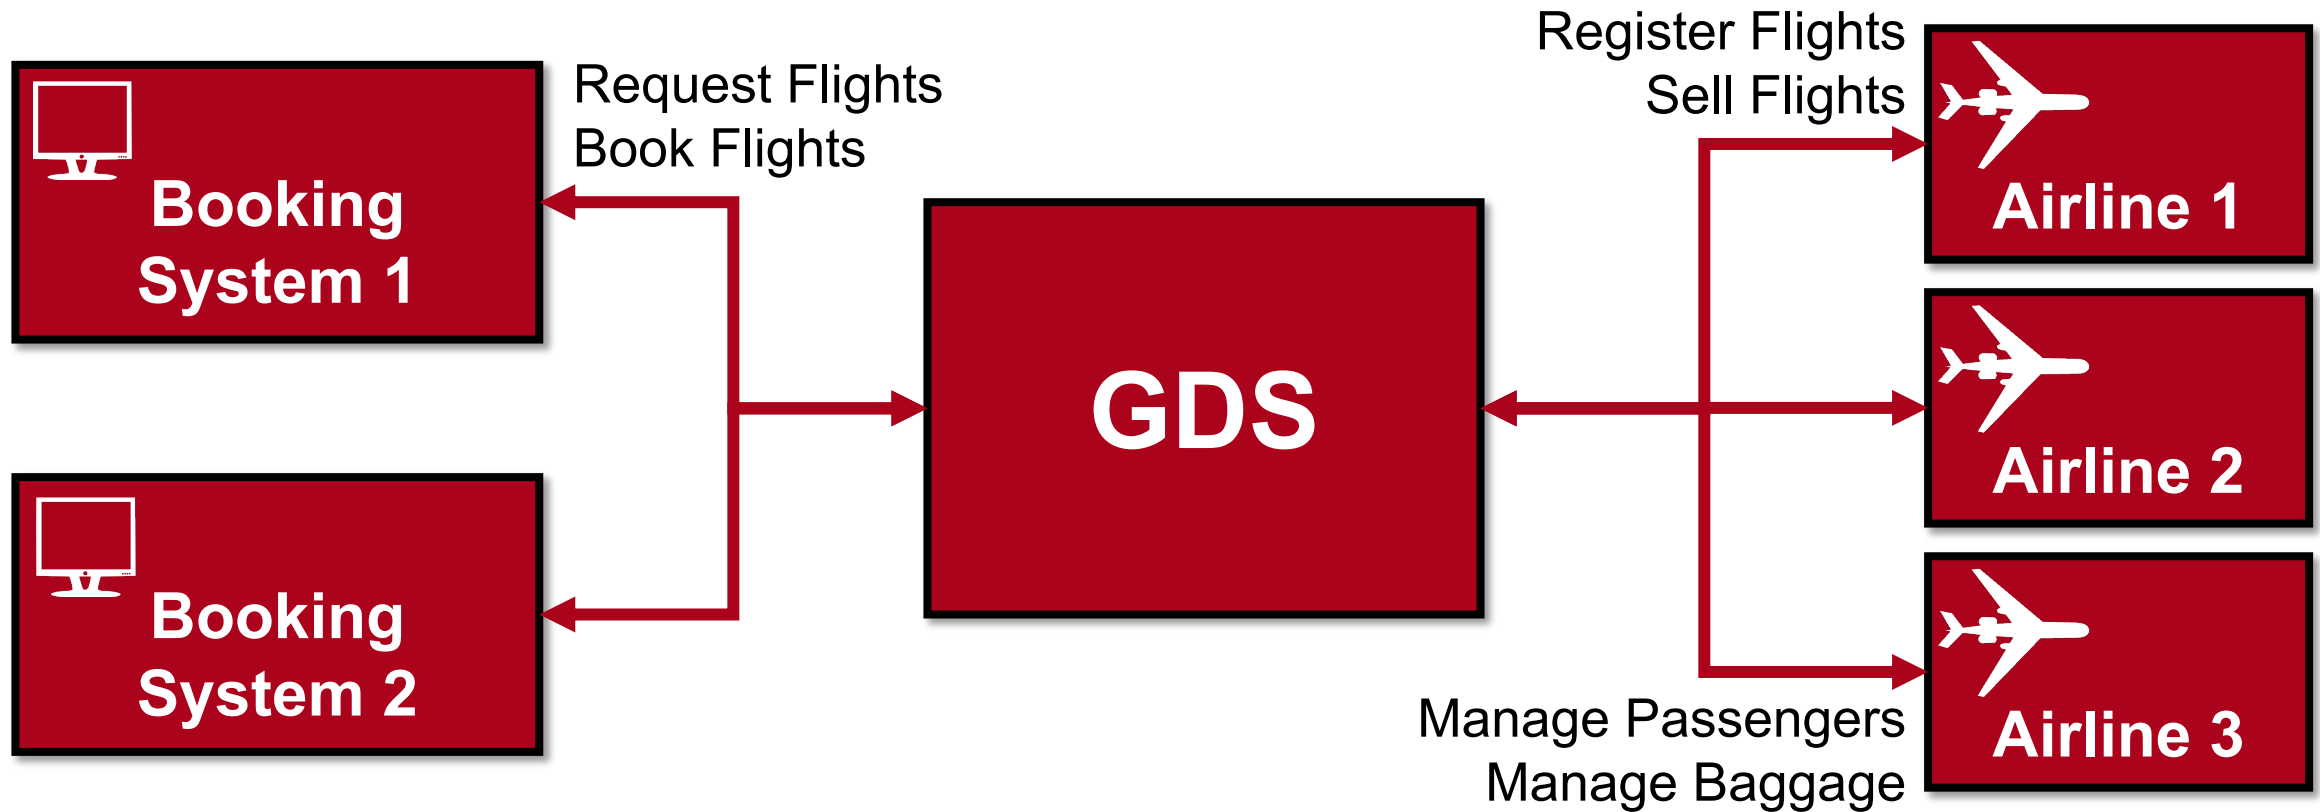 Request Flights
Book Flights
Booking
System 1
Booking
System 2
GDS
Register Flights
Sell Flights
Airline 1
Airline 2
Manage Passengers
Manage Baggage
Airline 3